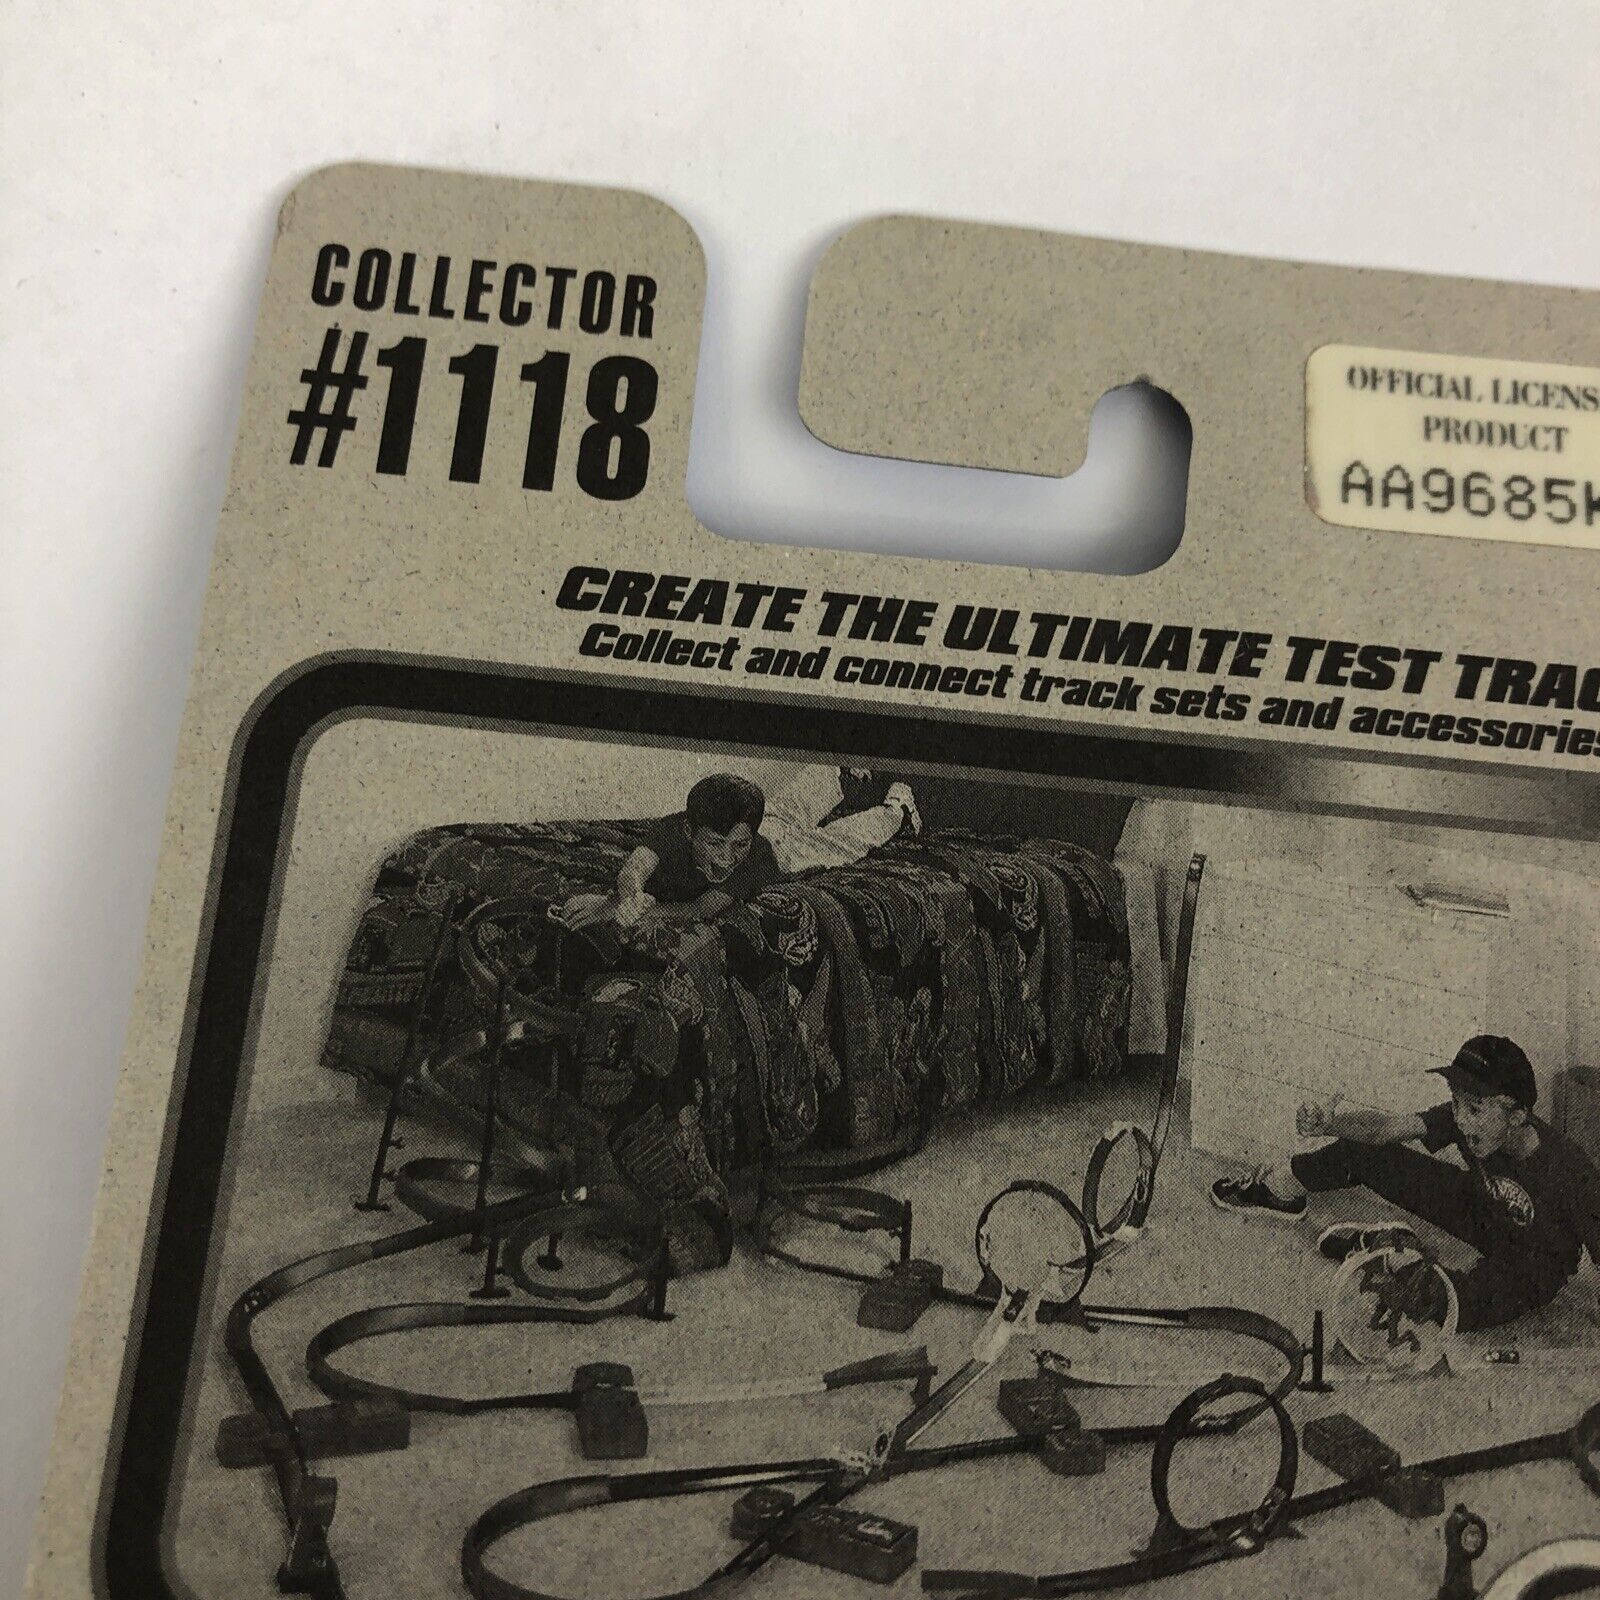 COLLECTOR
#1118
OFFICIAL LICENS
PRODUCT
AA9685K
CREATE THE ULTIMATE TEST TRAC
Collect and connect track sets and accessories